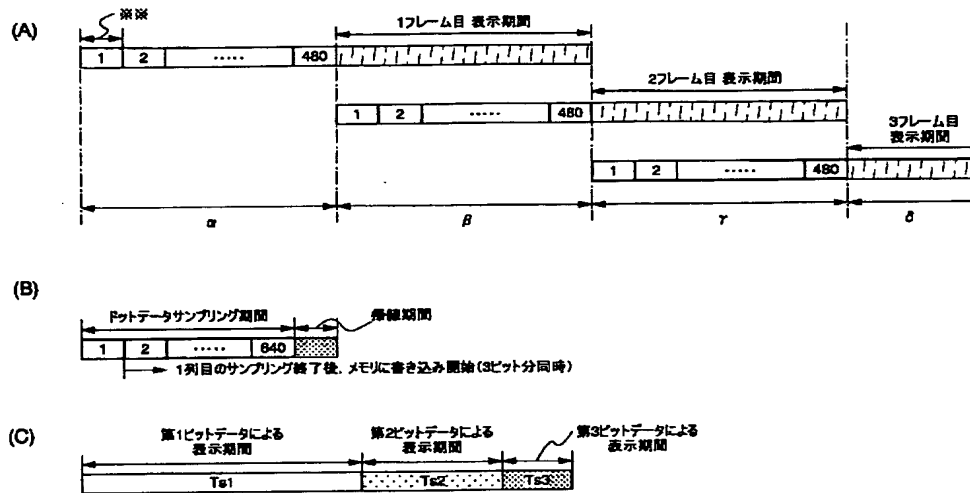 (A)
※※
1フレーム目 表示期間
1 2 ····· 480
2フレーム目 表示期間
1 2 ····· 480
3フレーム目
表示期間
1 2 ····· 480
α β γ δ
(B)
ドットデータサンプリング期間
帰線期間
1 2 ····· 640
1列目のサンプリング終了後、メモリに書き込み開始(3ビット分同時)
(C)
第1ビットデータによる
表示期間
第2ビットデータによる
表示期間
第3ビットデータによる
表示期間
Ts1 Ts2 Ts3